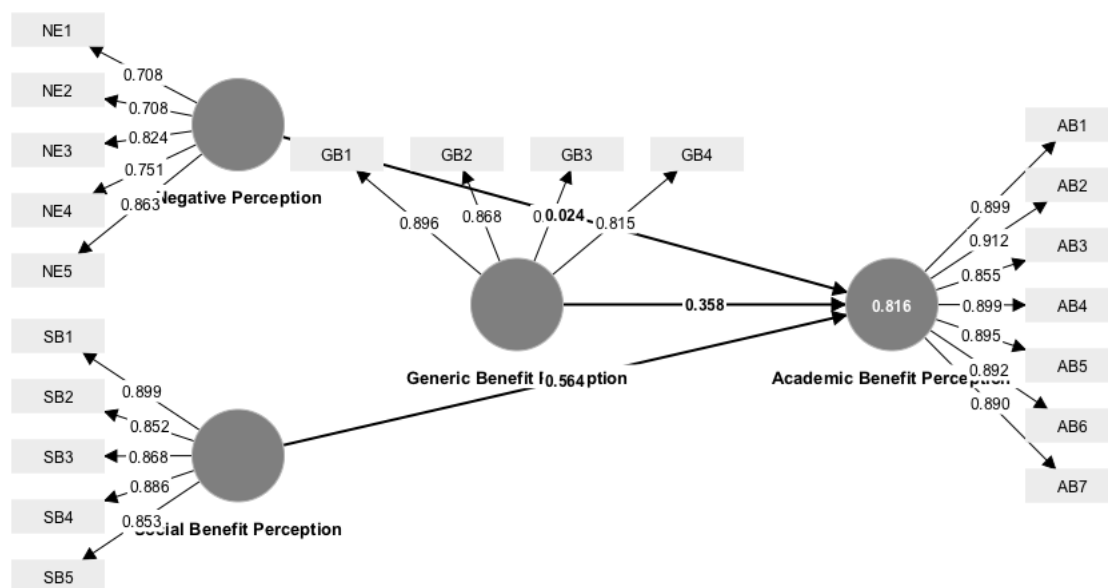 NE1
NE2
NE3
NE4
NE5
0.708
0.708
0.824
0.751
0.863
Negative Perception
GB1
GB2
GB3
GB4
0.896
0.868
0.024
0.815
0.358
0.564
Generic Benefit
SB1
SB2
SB3
SB4
SB5
0.899
0.852
0.868
0.886
0.853
Social Benefit Perception
0.816
Academic Benefit Perception
AB1
AB2
AB3
AB4
AB5
AB6
AB7
0.899
0.912
0.855
0.899
0.895
0.892
0.890